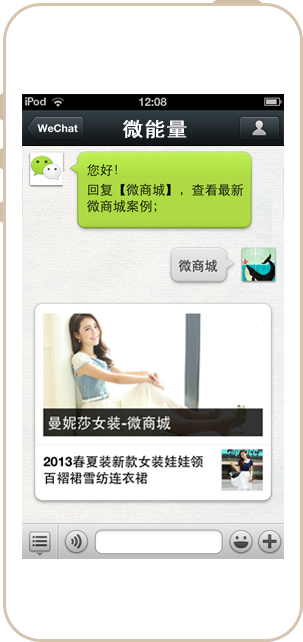 iPod
12:08
WeChat
微能量
您好！
回复【微商城】，查看最新
微商城案例；
微商城
曼妮莎女装-微商城
2013春夏装新款女装娃娃领
百褶裙雪纺连衣裙